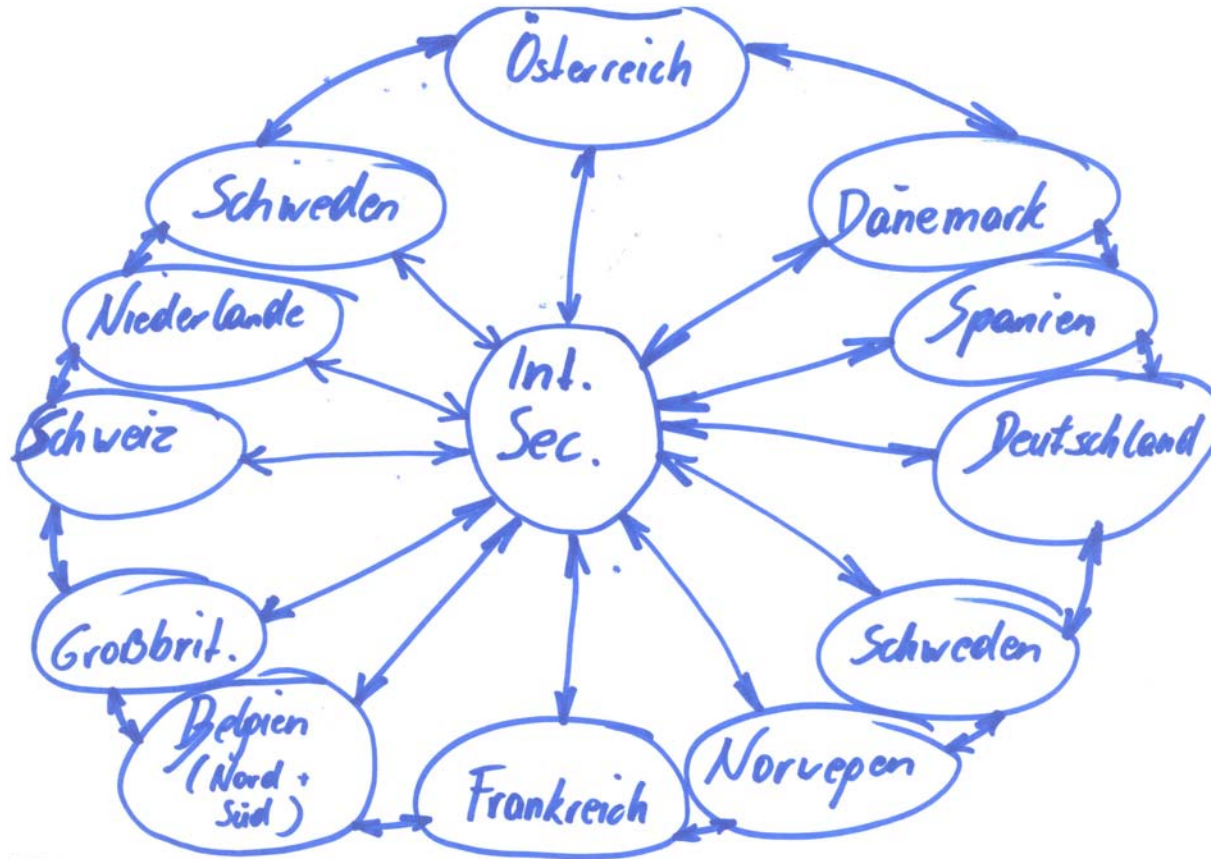 Österreich
Schweden
Dänemark
Niederlande
Spanien
Int.
Sec.
Schweiz
Deutschland
Großbrit.
Schweden
Belgien
(Nord +
Süd)
Frankreich
Norwegen